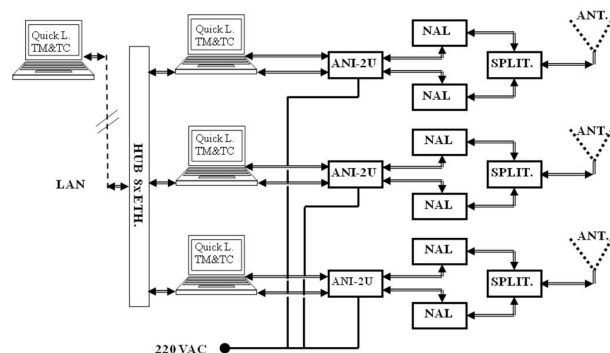 Quick L.
TM&TC
LAN
HUB 8x ETH.
Quick L.
TM&TC
ANI-2U
NAL
NAL
SPLIT.
ANT.
Quick L.
TM&TC
ANI-2U
NAL
NAL
SPLIT.
ANT.
Quick L.
TM&TC
ANI-2U
NAL
NAL
SPLIT.
ANT.
220 VAC